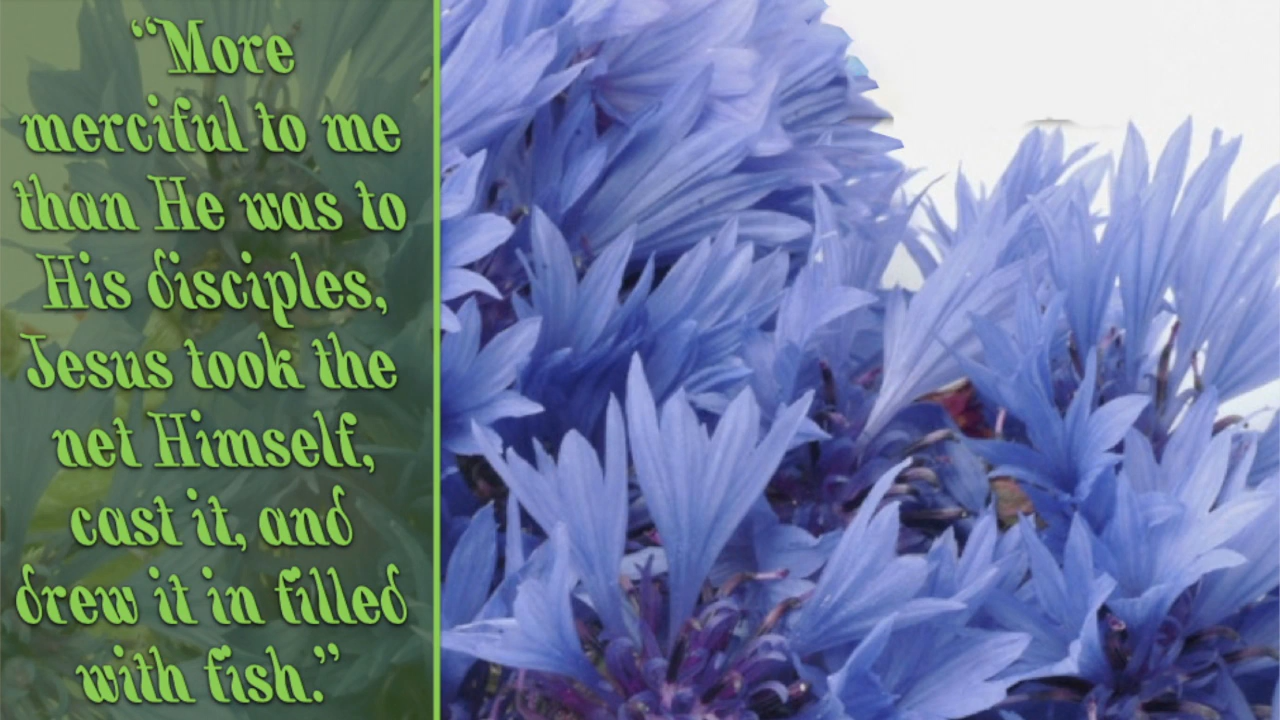 “More
merciful to me
than He was to
His disciples,
Jesus took the
net Himself,
cast it, and
drew it in filled
with fish.”